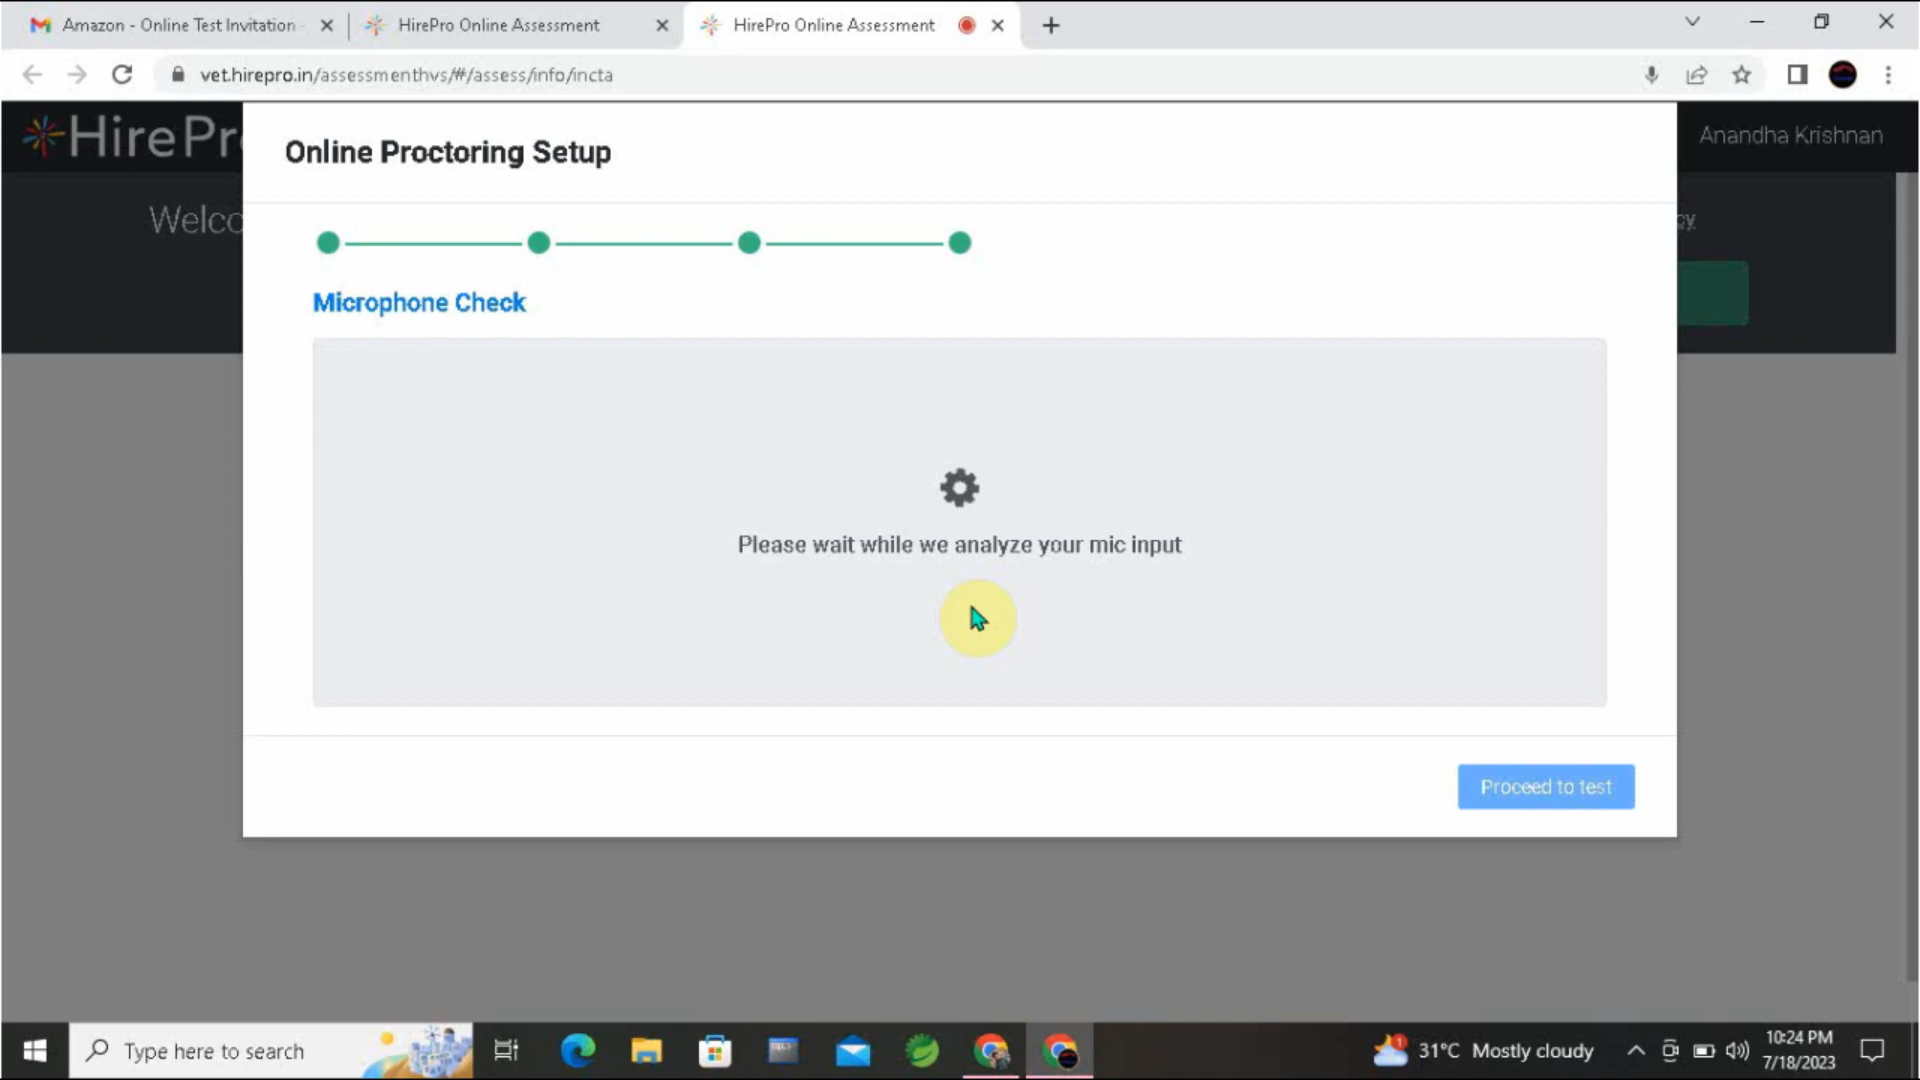 Amazon - Online Test Invitation
HirePro Online Assessment
HirePro Online Assessment
vet.hirepro.in/assessmenthvs/#/assess/info/incta
HirePr
Anandha Krishnan
Online Proctoring Setup
Welco
cy.
Microphone Check
Please wait while we analyze your mic input
Proceed to test
Type here to search
1
31°C Mostly cloudy
10:24 PM
7/18/2023